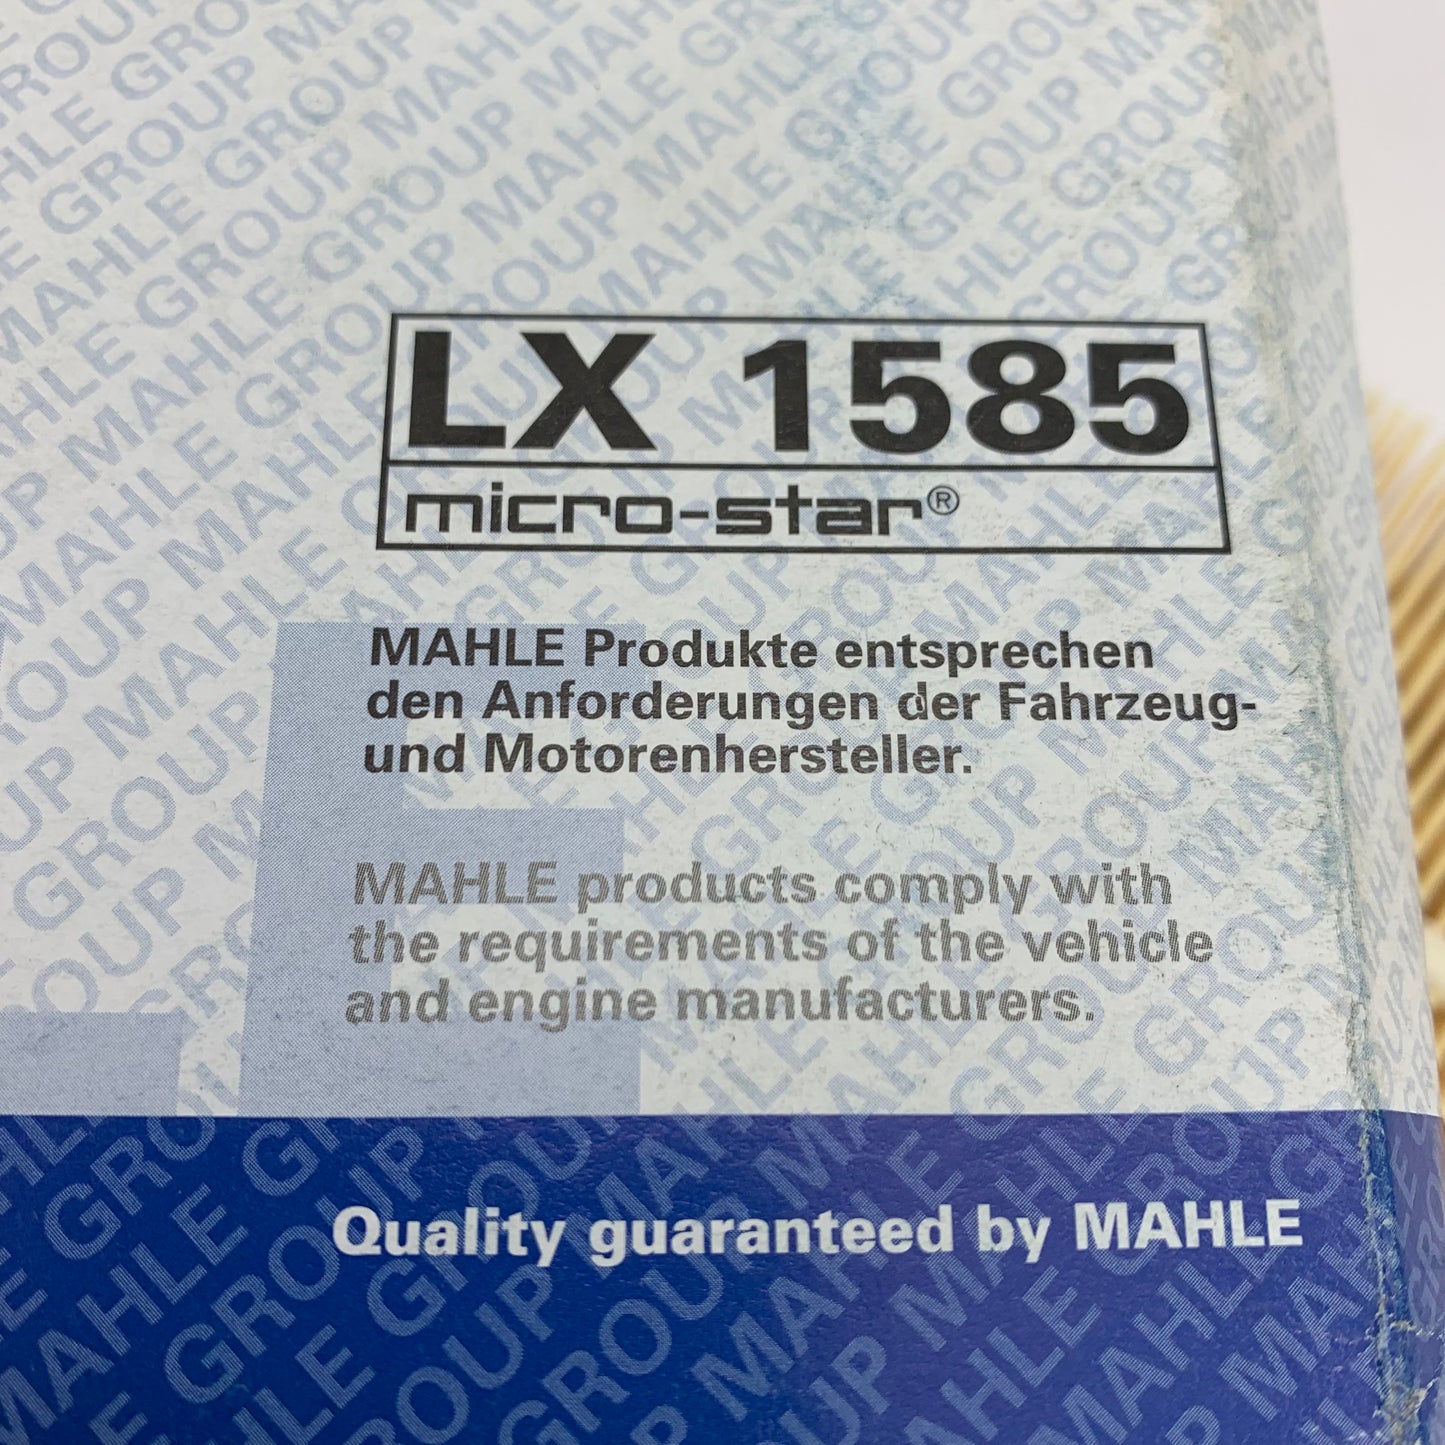 LX 1585
micro-star®
MAHLE Produkte entsprechen
den Anforderungen der Fahrzeug-
und Motorenhersteller.
MAHLE products comply with
the requirements of the vehicle
and engine manufacturers.
Quality guaranteed by MAHLE